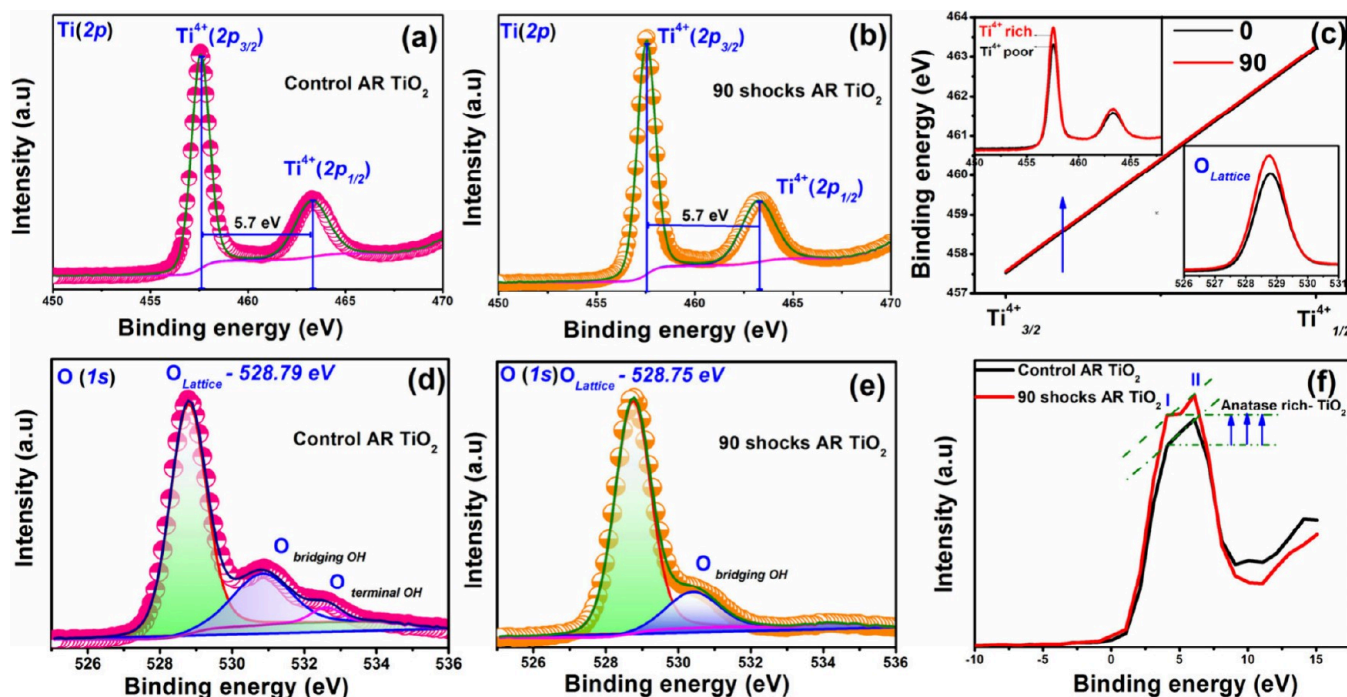 Ti(2p)
Ti4+(2p3/2)
(a)
Control AR TiO2
Ti4+(2p1/2)
5.7 eV
Intensity (a.u)
450 455 460 465 470
Binding energy (eV)
Ti(2p)
Ti4+(2p3/2)
(b)
90 shocks AR TiO2
Ti4+(2p1/2)
5.7 eV
Intensity (a.u)
450 455 460 465 470
Binding energy (eV)
(c)
Binding energy (eV)
464
463
462
461
460
459
458
457
Ti4+ rich
Ti4+ poor
450 455 460 465
0
90
OLattice
526 527 528 529 530 531
Ti4+3/2
Ti4+1/2
O (1s)
OLattice - 528.79 eV
(d)
Control AR TiO2
O bridging OH
O terminal OH
Intensity (a.u)
526 528 530 532 534 536
Binding energy (eV)
O (1s)OLattice - 528.75 eV
(e)
90 shocks AR TiO2
O bridging OH
Intensity (a.u)
526 528 530 532 534 536
Binding energy (eV)
Control AR TiO2
90 shocks AR TiO2
I
II
(f)
Anatase rich- TiO2
Intensity (a.u)
-10 -5 0 5 10 15
Binding energy (eV)